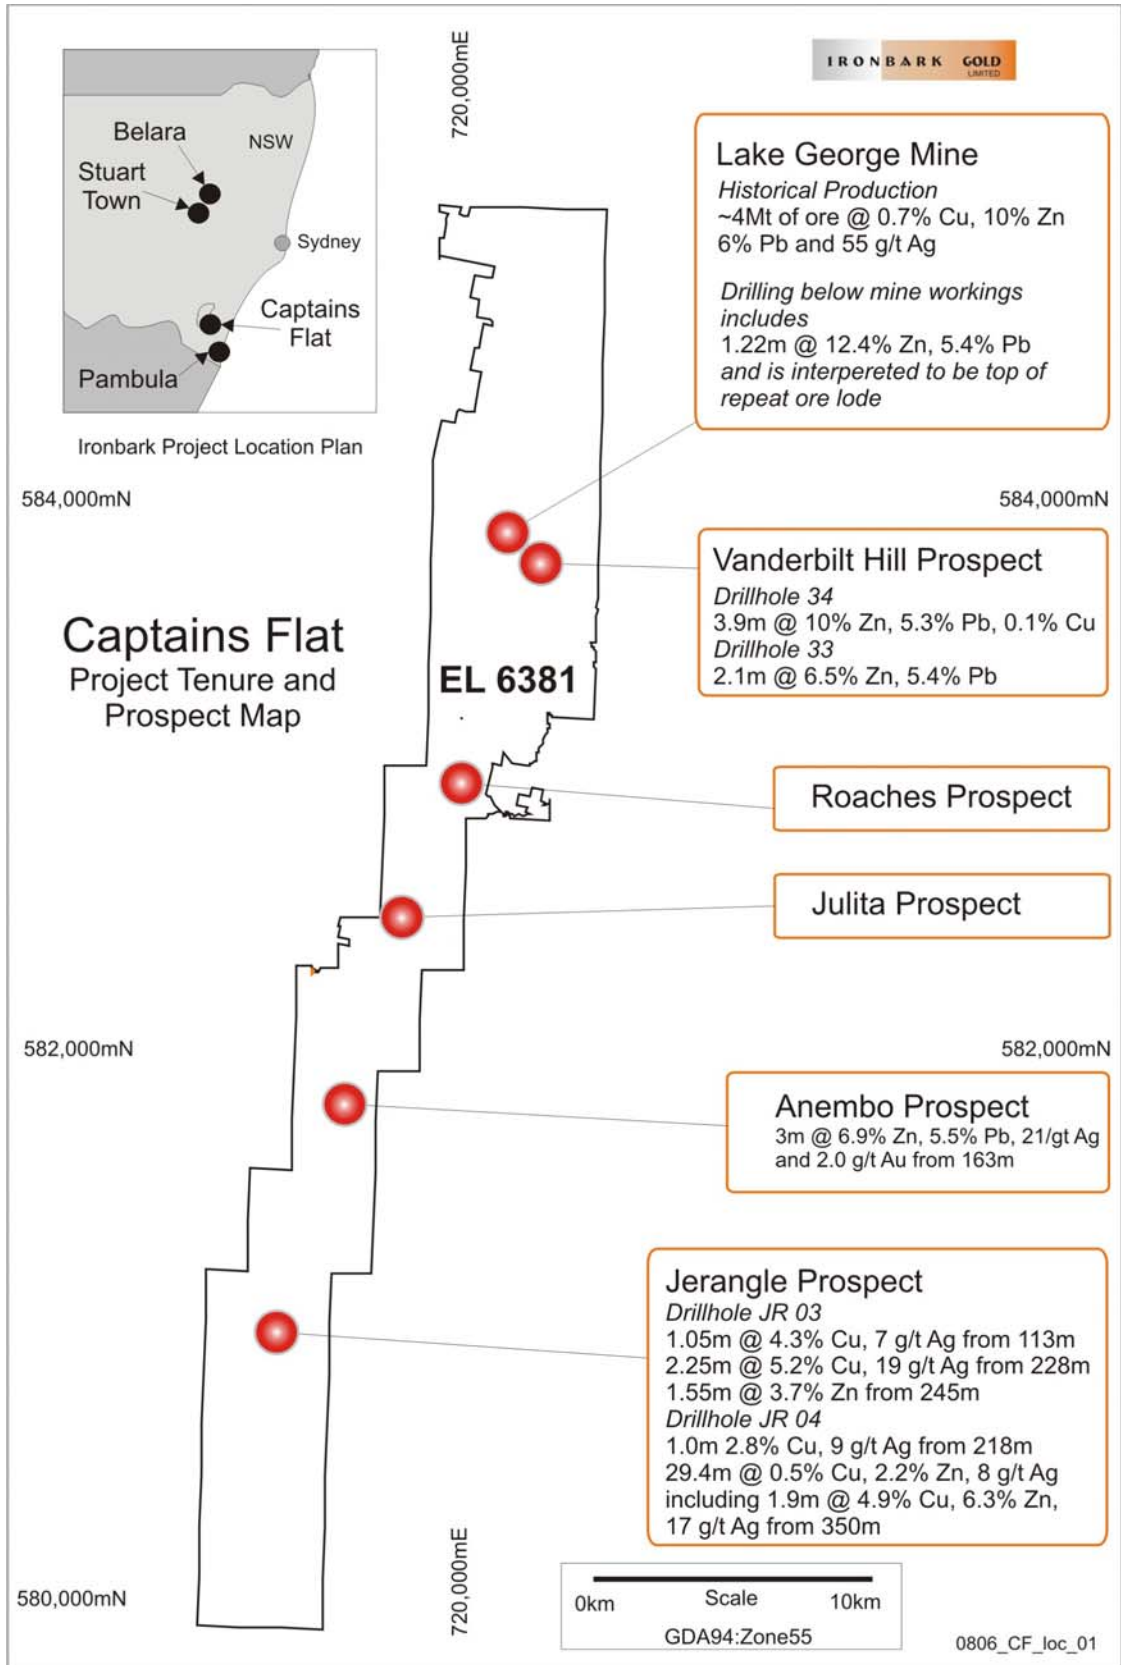 IRONBARK GOLD
LIMITED
720,000mE
Belara
NSW
Stuart
Town
Sydney
Captains
Flat
Pambula
Ironbark Project Location Plan
Lake George Mine
Historical Production
~4Mt of ore @ 0.7% Cu, 10% Zn
6% Pb and 55 g/t Ag
Drilling below mine workings
includes
1.22m @ 12.4% Zn, 5.4% Pb
and is interpereted to be top of
repeat ore lode
584,000mN
584,000mN
Vanderbilt Hill Prospect
Drillhole 34
3.9m @ 10% Zn, 5.3% Pb, 0.1% Cu
Drillhole 33
2.1m @ 6.5% Zn, 5.4% Pb
Captains Flat
Project Tenure and
Prospect Map
EL 6381
Roaches Prospect
Julita Prospect
582,000mN
582,000mN
Anembo Prospect
3m @ 6.9% Zn, 5.5% Pb, 21/gt Ag
and 2.0 g/t Au from 163m
Jerangle Prospect
Drillhole JR 03
1.05m @ 4.3% Cu, 7 g/t Ag from 113m
2.25m @ 5.2% Cu, 19 g/t Ag from 228m
1.55m @ 3.7% Zn from 245m
Drillhole JR 04
1.0m 2.8% Cu, 9 g/t Ag from 218m
29.4m @ 0.5% Cu, 2.2% Zn, 8 g/t Ag
including 1.9m @ 4.9% Cu, 6.3% Zn,
17 g/t Ag from 350m
580,000mN
720,000mE
0km Scale 10km
GDA94:Zone55
0806_CF_loc_01